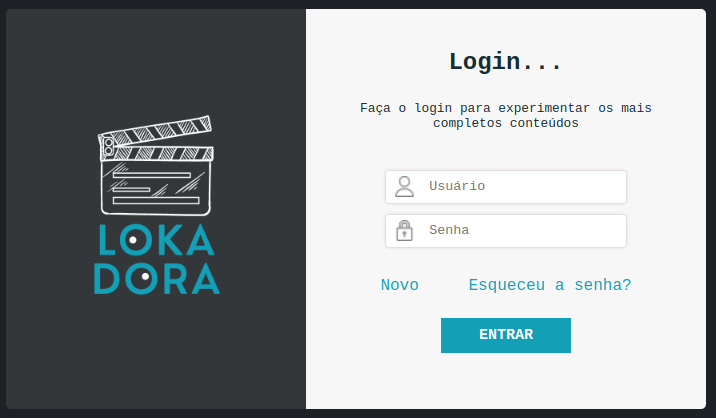 LOKA
DORA
Login...
Faça o login para experimentar os mais
completos conteúdos
Usuário
Senha
Novo Esqueceu a senha?
ENTRAR